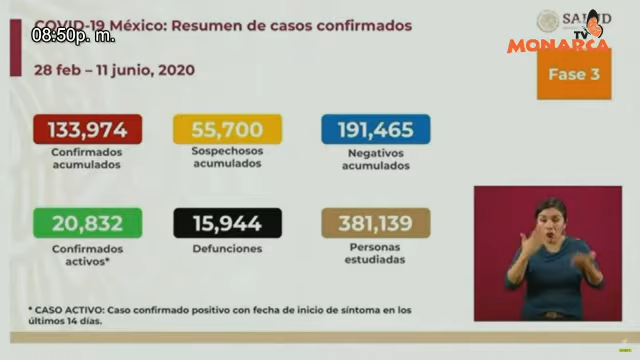 COVID-19 México: Resumen de casos confirmados
08:50p. m.
SALUD
TV
MONARCA
28 feb – 11 junio, 2020
Fase 3
133,974
Confirmados
acumulados
55,700
Sospechosos
acumulados
191,465
Negativos
acumulados
20,832
Confirmados
activos*
15,944
Defunciones
381,139
Personas
estudiadas
* CASO ACTIVO: Caso confirmado positivo con fecha de inicio de síntoma en los
últimos 14 días.